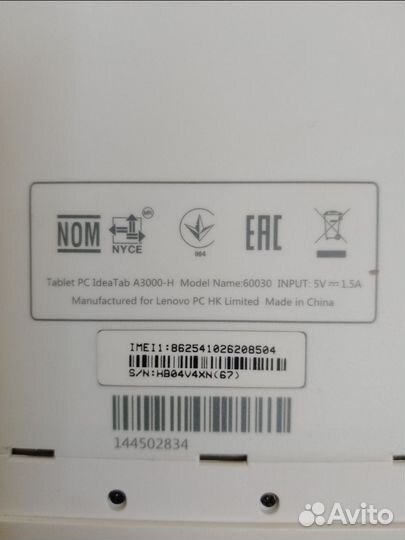 NOM NYCE MR 004 EAC
Tablet PC IdeaTab A3000-H Model Name:60030 INPUT: 5V⎓1.5A
Manufactured for Lenovo PC HK Limited Made in China
IMEI1:862541026208504
S/N:HB04V4XN(67)
144502834
Avito